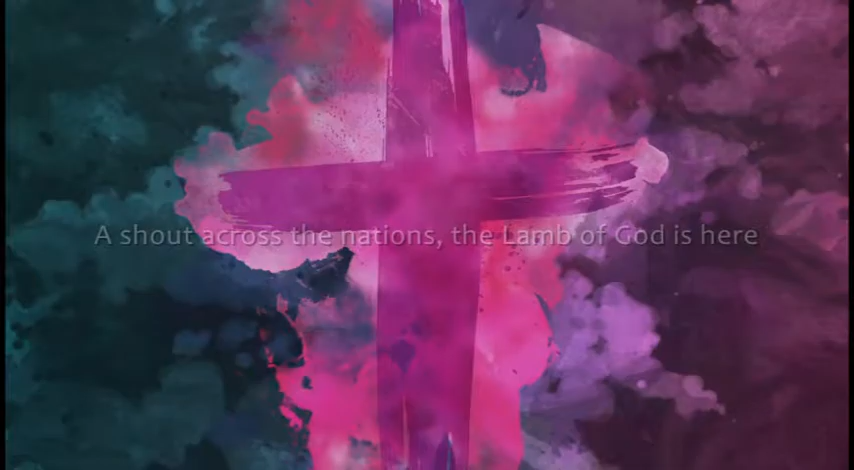 A shout across the nations, the Lamb of God is here